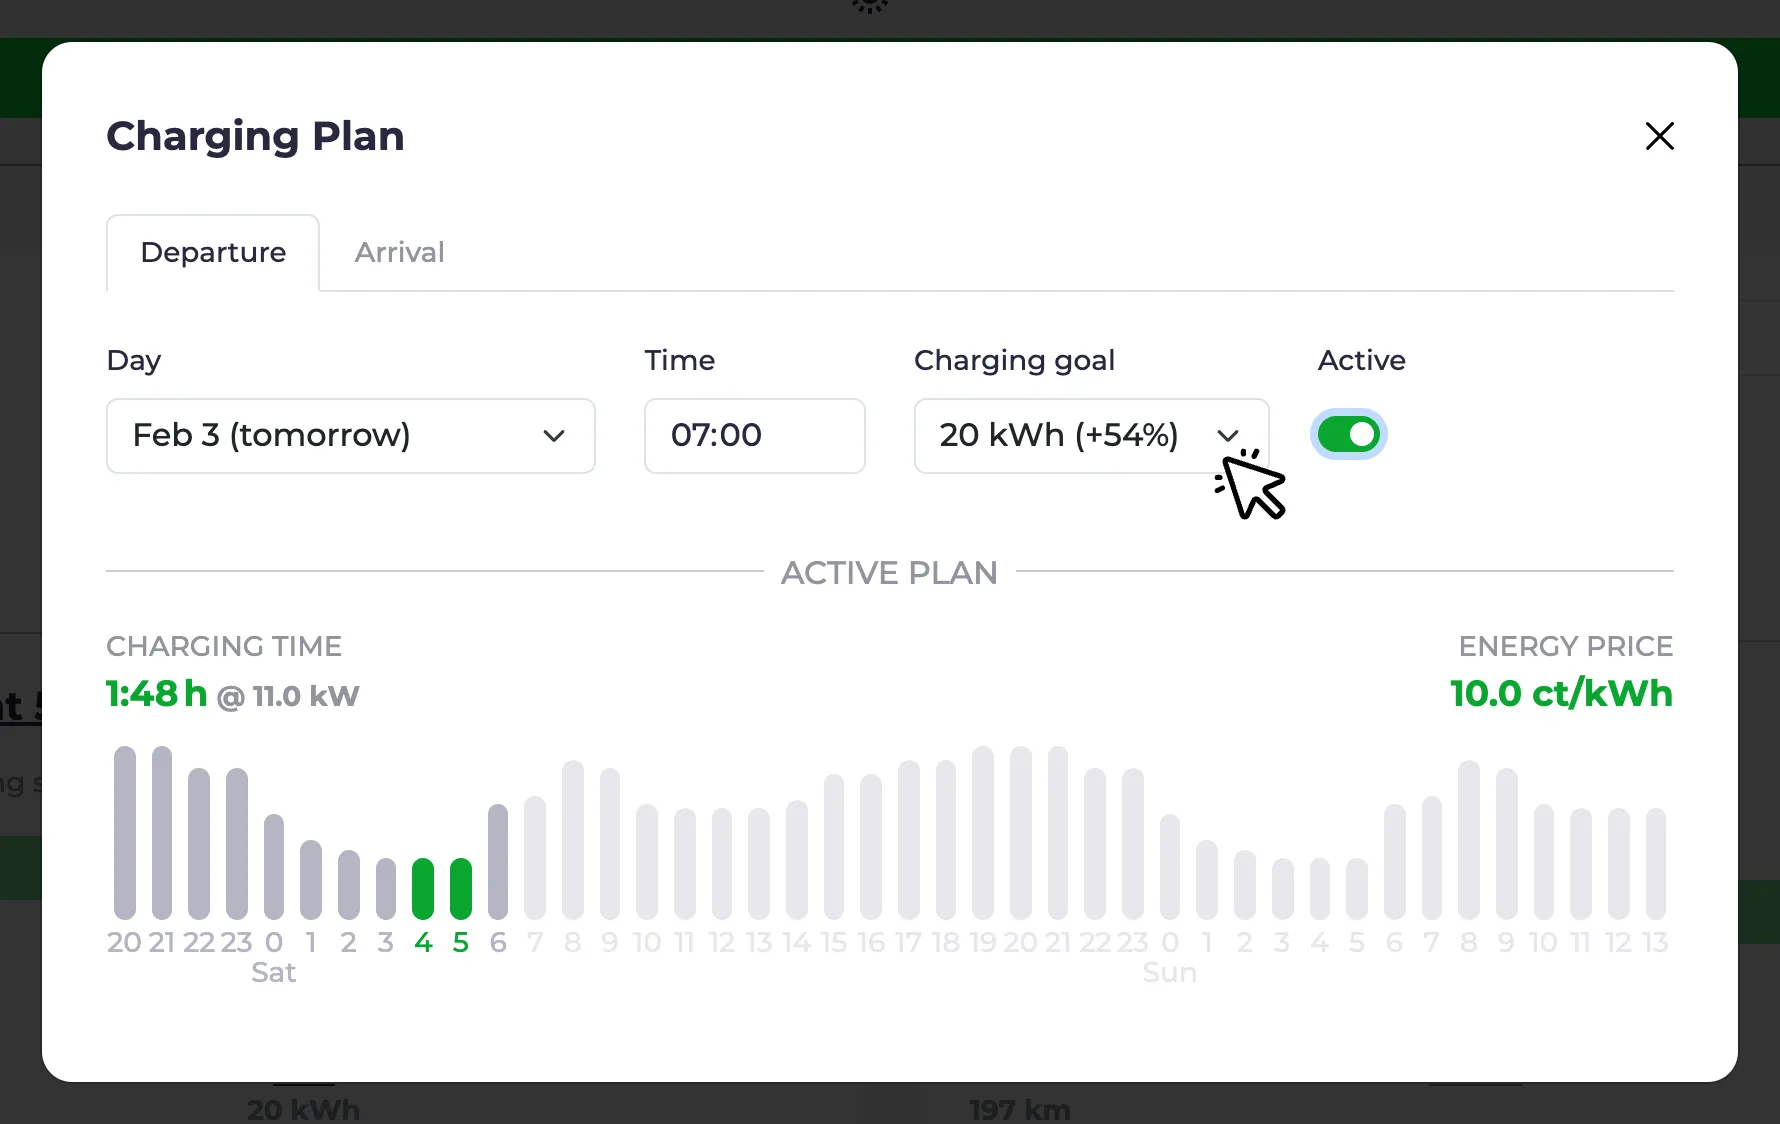 Charging Plan
Departure Arrival
Day Time Charging goal Active
Feb 3 (tomorrow) 07:00 20 kWh (+54%)
ACTIVE PLAN
CHARGING TIME ENERGY PRICE
1:48 h @ 11.0 kW 10.0 ct/kWh
20 21 22 23 0 1 2 3 4 5 6 7 8 9 10 11 12 13 14 15 16 17 18 19 20 21 22 23 0 1 2 3 4 5 6 7 8 9 10 11 12 13
Sat Sun
20 kWh 197 km